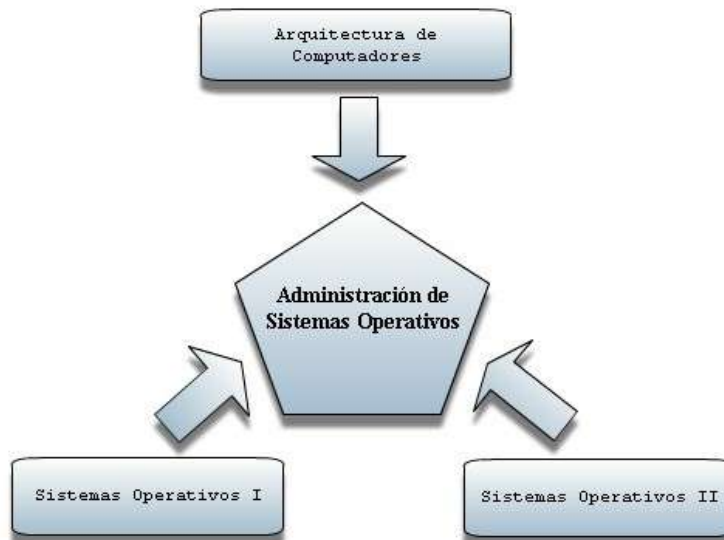 Arquitectura de
Computadores
Administración de
Sistemas Operativos
Sistemas Operativos I
Sistemas Operativos II